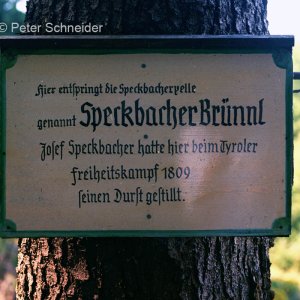 © Peter Schneider
Hier entspringt die Speckbacherpelle
genannt Speckbacher Brünnl
Josef Speckbacher hatte hier beim Tyroler
Freiheitskampf 1809
seinen Durst gestillt.